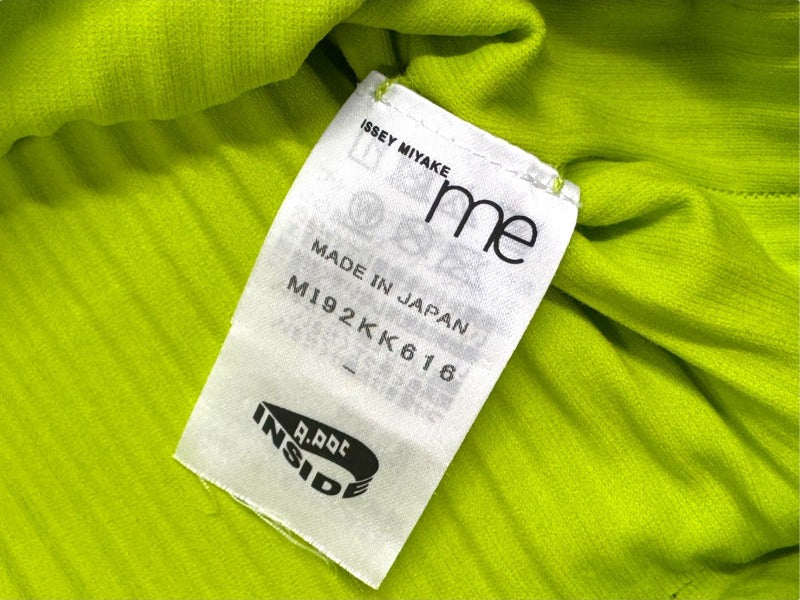 ISSEY MIYAKE
me
MADE IN JAPAN
MI92KK616
–
A.POC
INSIDE